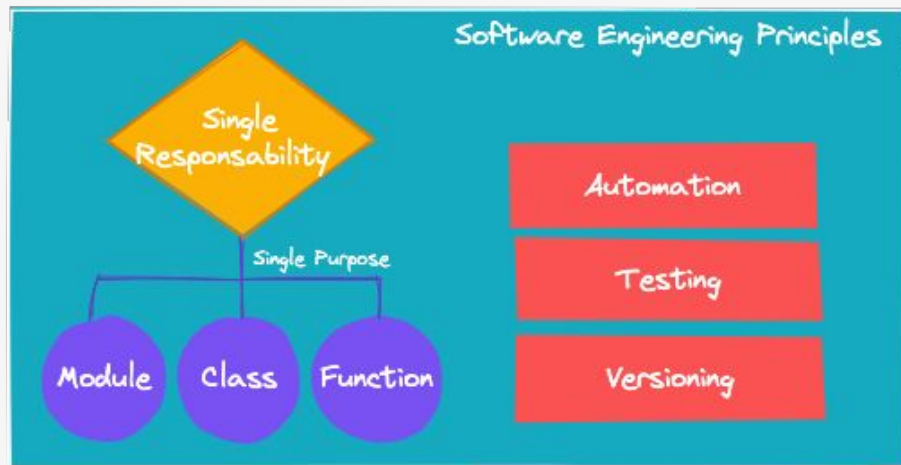 Software Engineering Principles
Single
Responsability
Single Purpose
Module
Class
Function
Automation
Testing
Versioning